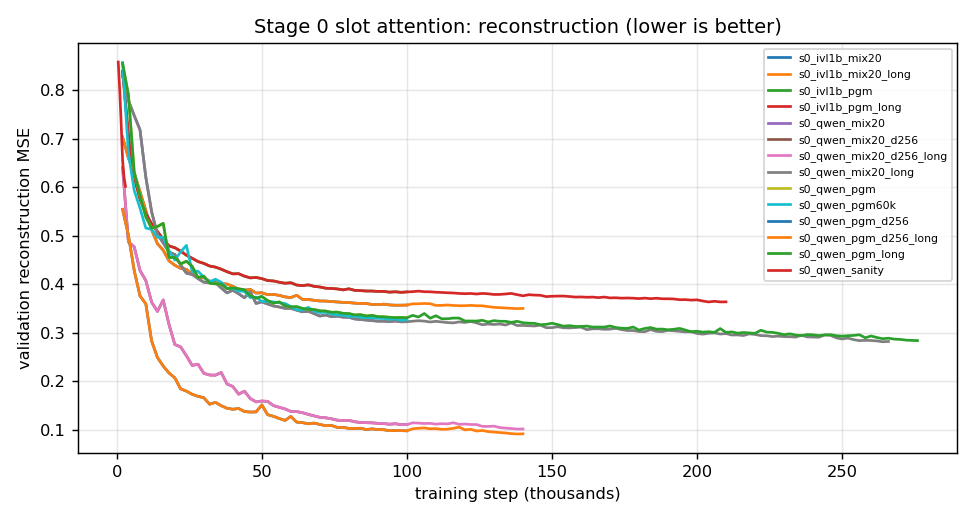 Stage 0 slot attention: reconstruction (lower is better)
validation reconstruction MSE
0.8
0.7
0.6
0.5
0.4
0.3
0.2
0.1
0
50
100
150
200
250
training step (thousands)
s0_ivl1b_mix20
s0_ivl1b_mix20_long
s0_ivl1b_pgm
s0_ivl1b_pgm_long
s0_qwen_mix20
s0_qwen_mix20_d256
s0_qwen_mix20_d256_long
s0_qwen_mix20_long
s0_qwen_pgm
s0_qwen_pgm60k
s0_qwen_pgm_d256
s0_qwen_pgm_d256_long
s0_qwen_pgm_long
s0_qwen_sanity